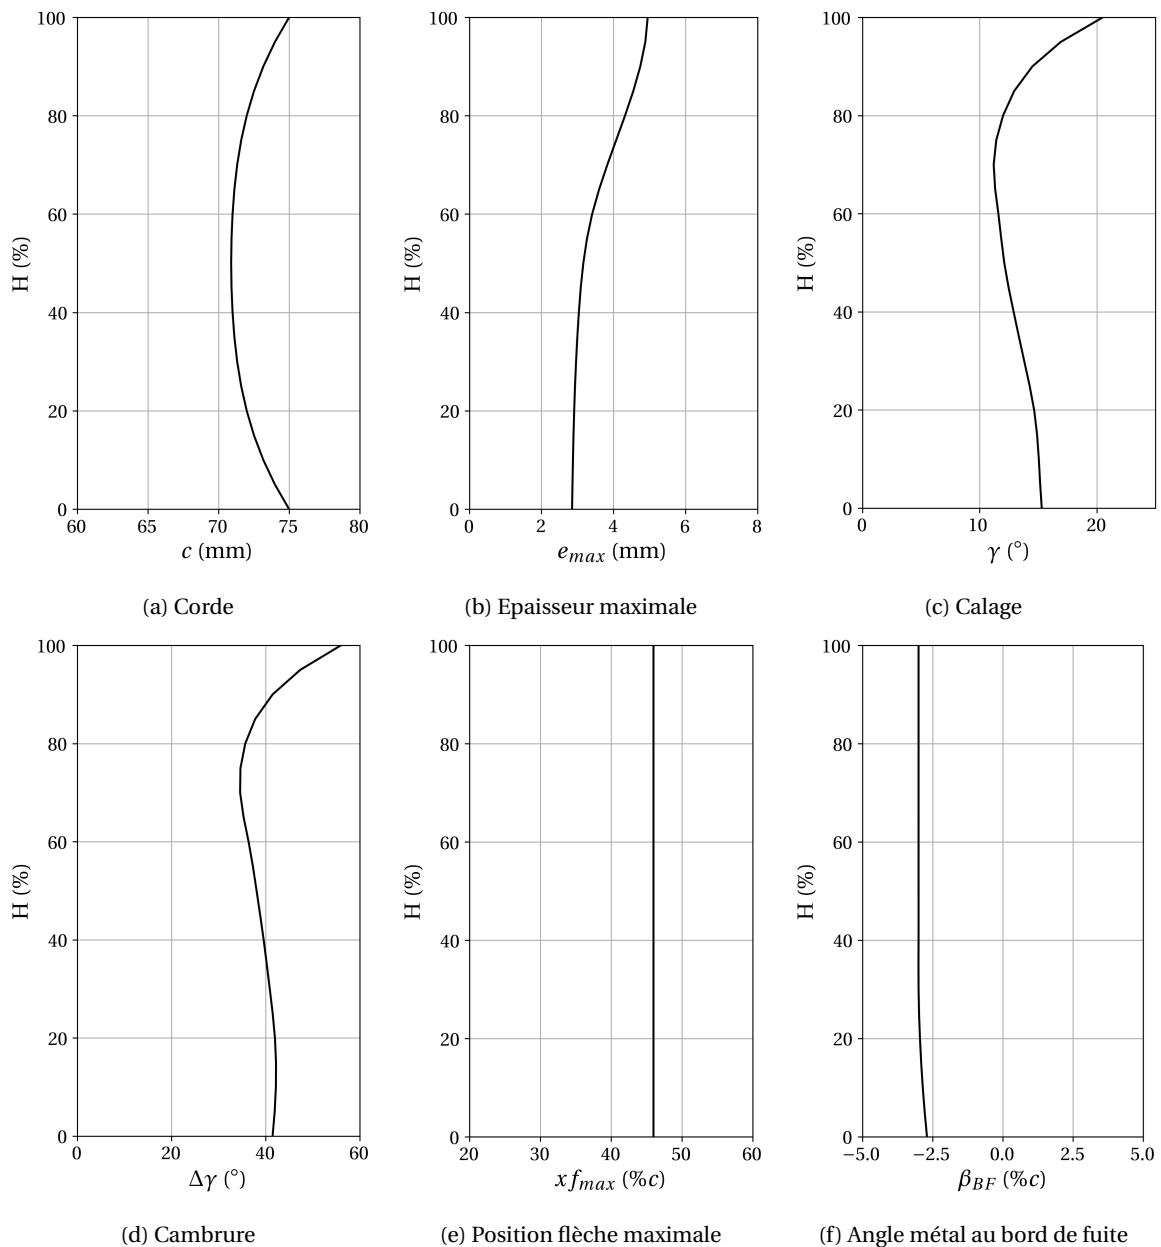 100
80
60
40
20
0
60 65 70 75 80
H (%)
c (mm)
(a) Corde
100
80
60
40
20
0
0 2 4 6 8
H (%)
e_max (mm)
(b) Epaisseur maximale
100
80
60
40
20
0
0 10 20
H (%)
γ (°)
(c) Calage
100
80
60
40
20
0
0 20 40 60
H (%)
Δγ (°)
(d) Cambrure
100
80
60
40
20
0
20 30 40 50 60
H (%)
xf_max (%c)
(e) Position flèche maximale
100
80
60
40
20
0
−5.0 −2.5 0.0 2.5 5.0
H (%)
β_BF (%c)
(f) Angle métal au bord de fuite